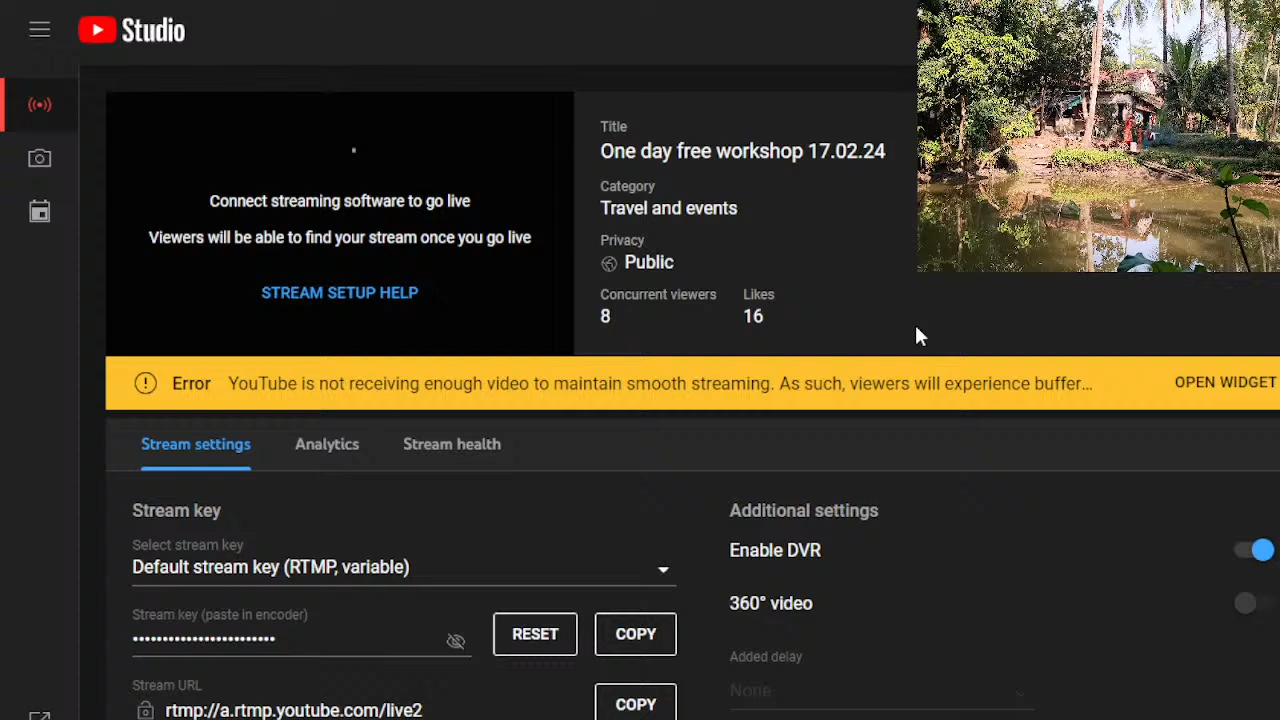 Studio
Connect streaming software to go live
Viewers will be able to find your stream once you go live
STREAM SETUP HELP
Title
One day free workshop 17.02.24
Category
Travel and events
Privacy
Public
Concurrent viewers
8
Likes
16
Error YouTube is not receiving enough video to maintain smooth streaming. As such, viewers will experience buffer...
OPEN WIDGET
Stream settings
Analytics
Stream health
Stream key
Select stream key
Default stream key (RTMP, variable)
Stream key (paste in encoder)
••••••••••••••••••••••••
RESET
COPY
Stream URL
rtmp://a.rtmp.youtube.com/live2
COPY
Additional settings
Enable DVR
360° video
Added delay
None